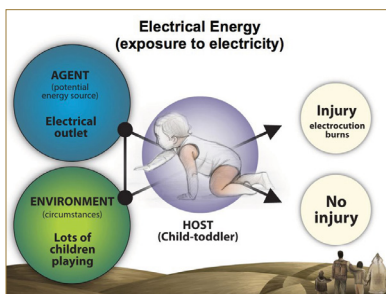 Electrical Energy
(exposure to electricity)
AGENT
(potential
energy source)
Electrical
outlet
ENVIRONMENT
(circumstances)
Lots of
children
playing
HOST
(Child-toddler)
Injury
electrocution
burns
No
injury